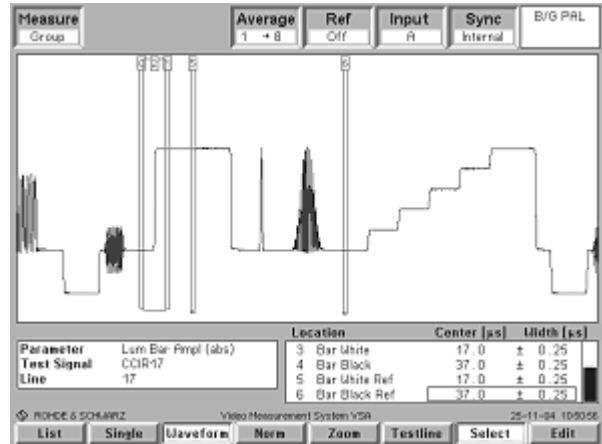 Measure
Group
Average
1 → 8
Ref
Off
Input
A
Sync
Internal
B/G PAL
5
6
Parameter Lum Bar Ampl (abs)
Test Signal CCIR17
Line 17
Location Center [µs] Width [µs]
3 Bar White 17.0 ± 0.25
4 Bar Black 37.0 ± 0.25
5 Bar White Ref 17.0 ± 0.25
6 Bar Black Ref 37.0 ± 0.25
ROHDE & SCHWARZ Video Measurement System VSA 25-11-04 10:50:56
List Single Waveform Norm Zoom Testline Select Edit